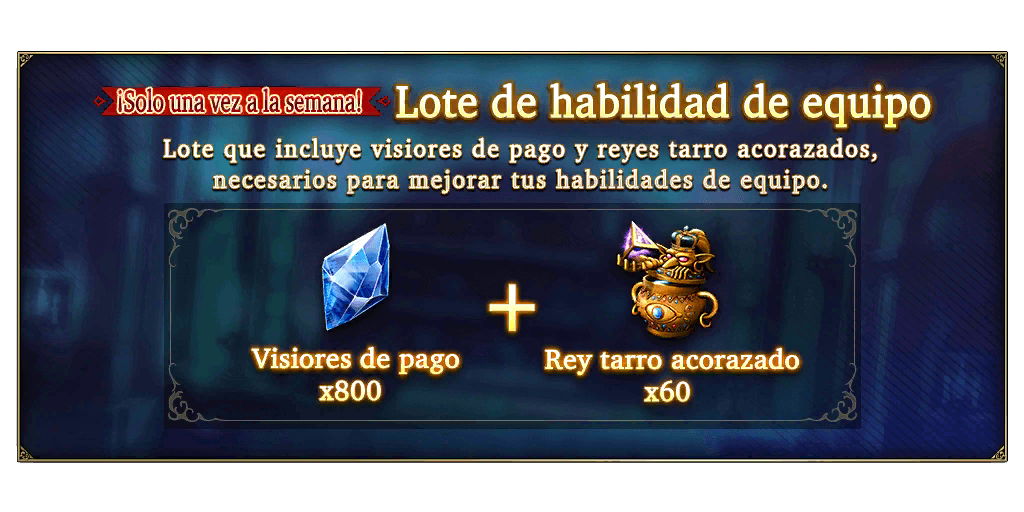 ¡Solo una vez a la semana!
Lote de habilidad de equipo
Lote que incluye visiores de pago y reyes tarro acorazados,
necesarios para mejorar tus habilidades de equipo.
Visiores de pago
x800
+
Rey tarro acorazado
x60